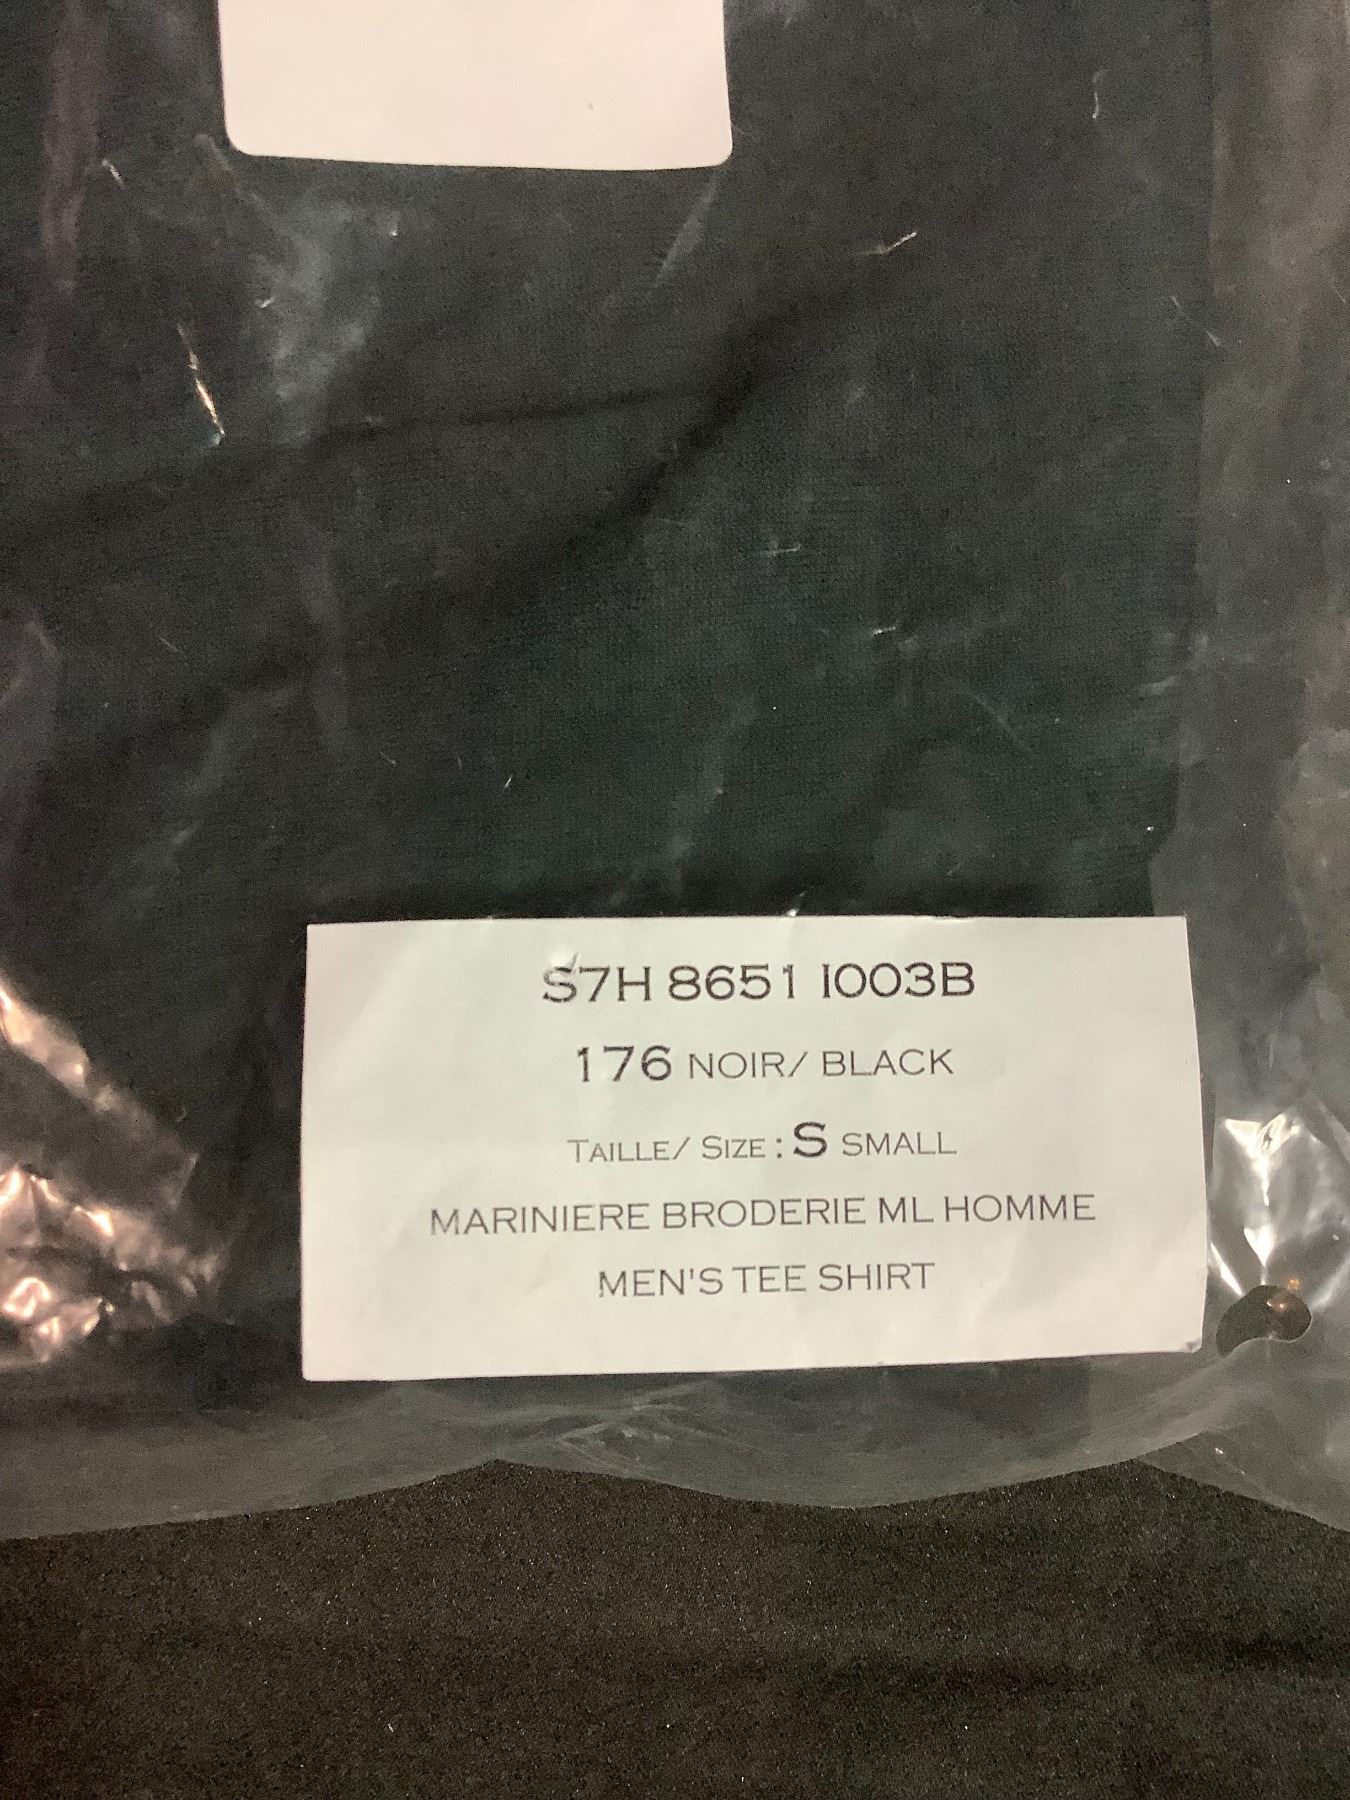 S7H 8651 I003B
176 NOIR/ BLACK
TAILLE/ SIZE : S SMALL
MARINIERE BRODERIE ML HOMME
MEN'S TEE SHIRT